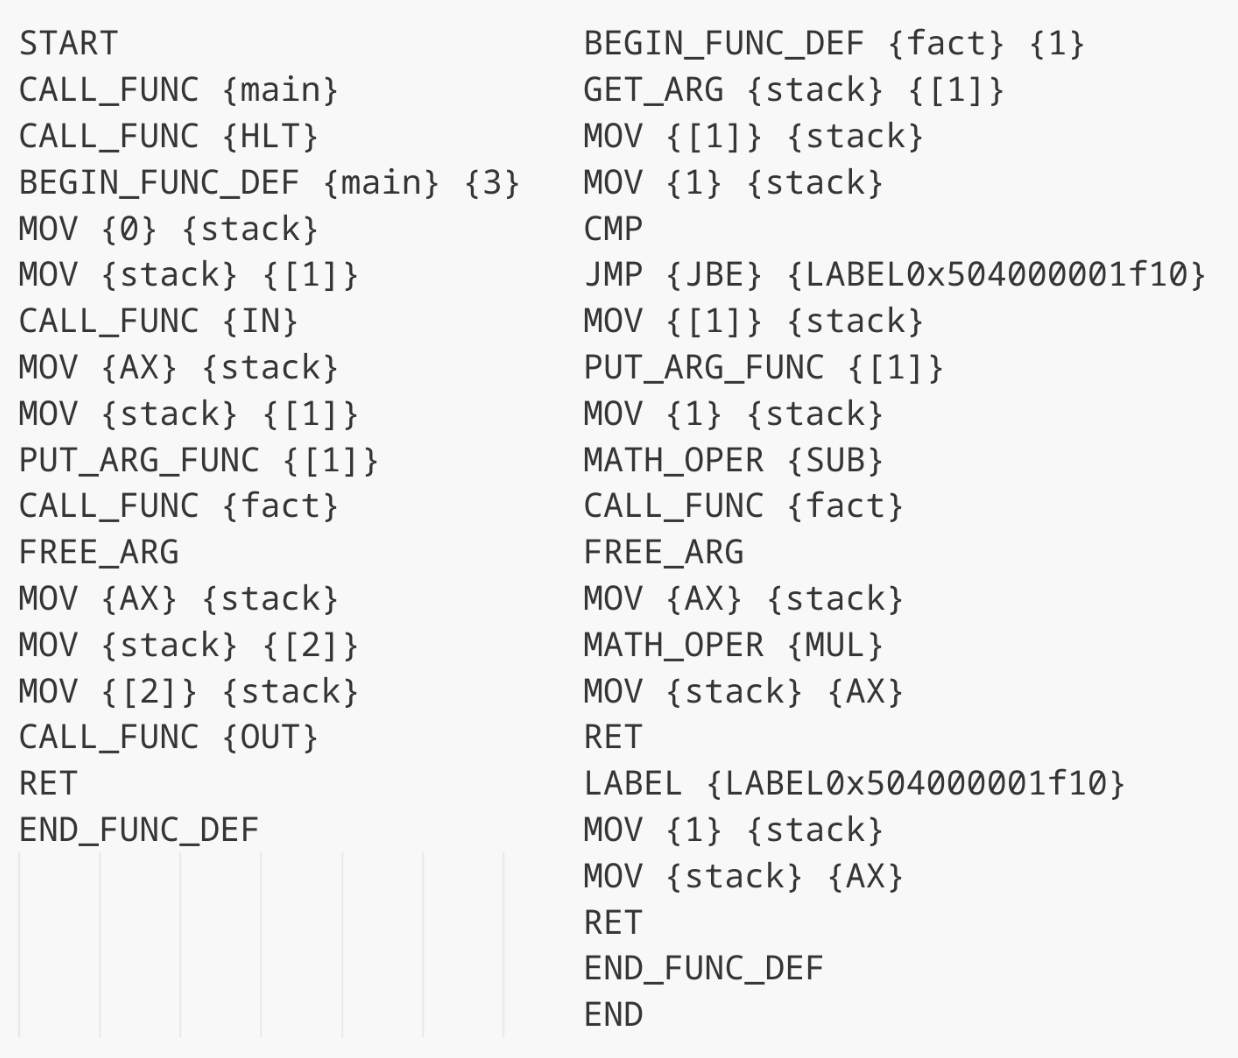 START
CALL_FUNC {main}
CALL_FUNC {HLT}
BEGIN_FUNC_DEF {main} {3}
MOV {0} {stack}
MOV {stack} {[1]}
CALL_FUNC {IN}
MOV {AX} {stack}
MOV {stack} {[1]}
PUT_ARG_FUNC {[1]}
CALL_FUNC {fact}
FREE_ARG
MOV {AX} {stack}
MOV {stack} {[2]}
MOV {[2]} {stack}
CALL_FUNC {OUT}
RET
END_FUNC_DEF
BEGIN_FUNC_DEF {fact} {1}
GET_ARG {stack} {[1]}
MOV {[1]} {stack}
MOV {1} {stack}
CMP
JMP {JBE} {LABEL0x504000001f10}
MOV {[1]} {stack}
PUT_ARG_FUNC {[1]}
MOV {1} {stack}
MATH_OPER {SUB}
CALL_FUNC {fact}
FREE_ARG
MOV {AX} {stack}
MATH_OPER {MUL}
MOV {stack} {AX}
RET
LABEL {LABEL0x504000001f10}
MOV {1} {stack}
MOV {stack} {AX}
RET
END_FUNC_DEF
END